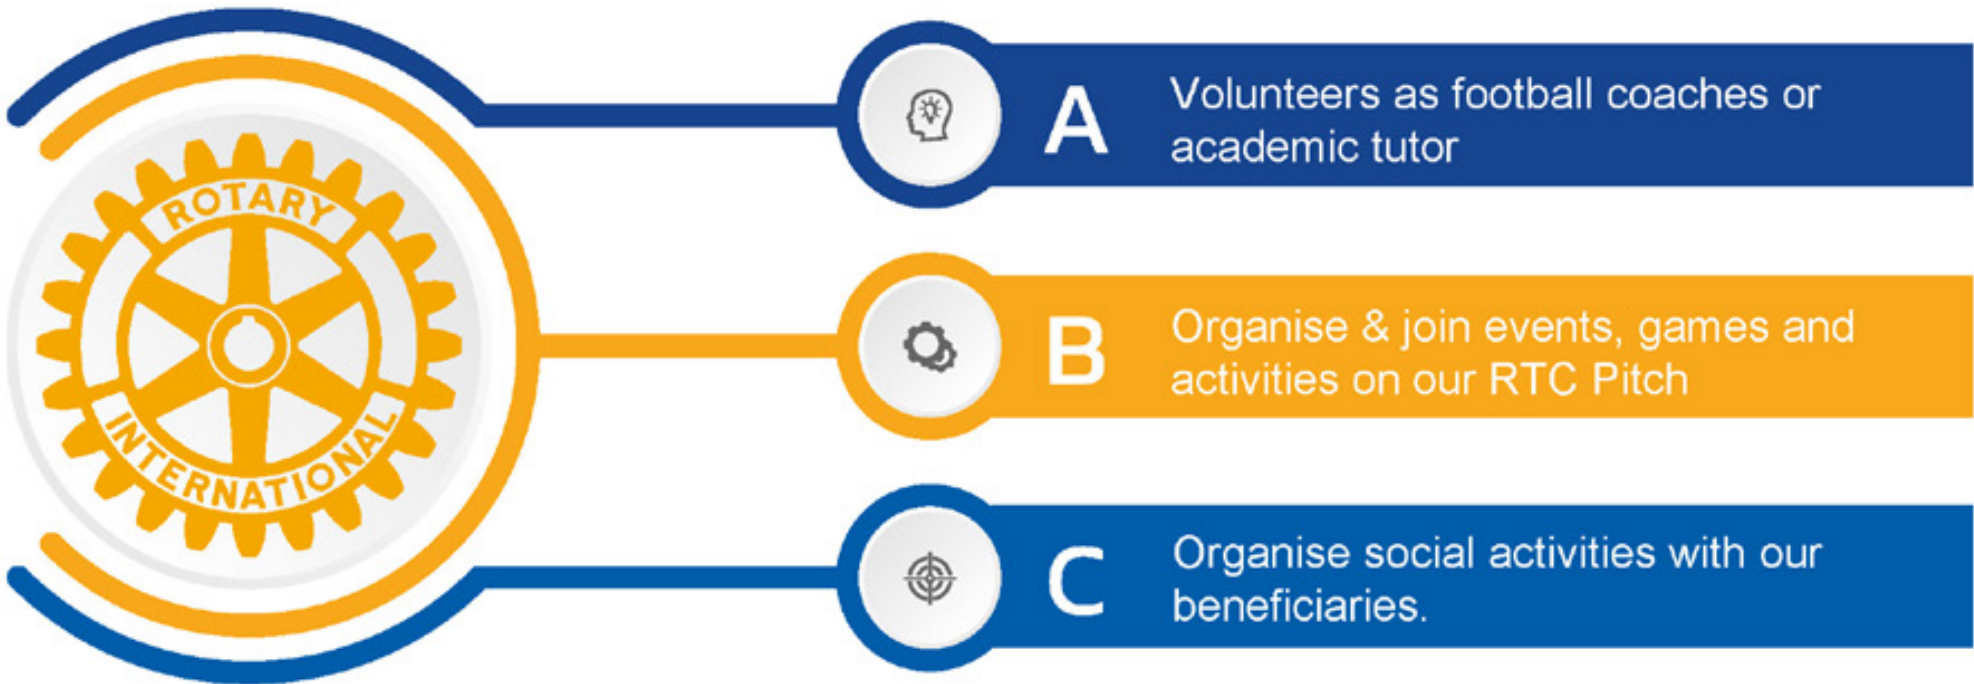 ROTARY
INTERNATIONAL
A
Volunteers as football coaches or
academic tutor
B
Organise & join events, games and
activities on our RTC Pitch
C
Organise social activities with our
beneficiaries.